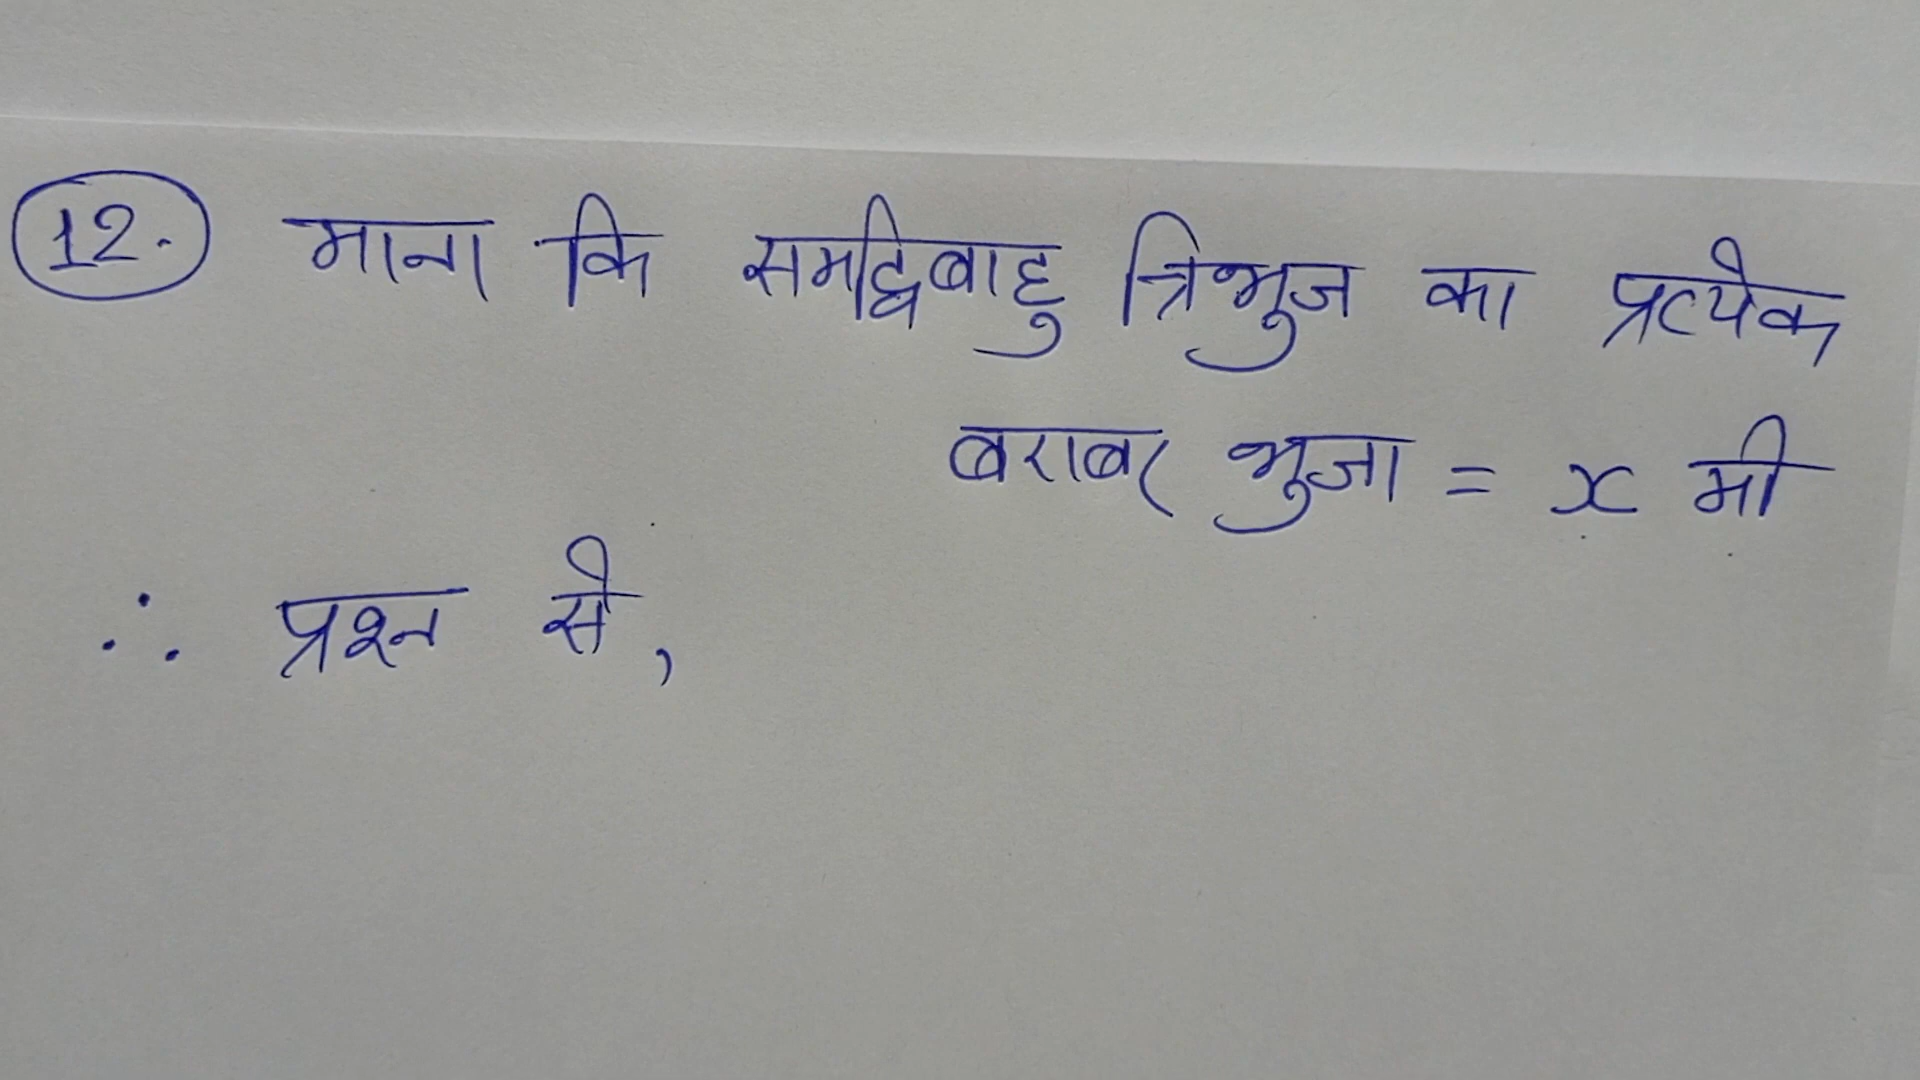 12. माना कि समद्विबाहु त्रिभुज का प्रत्येक
बराबर भुजा = x मी
∴ प्रश्न से,